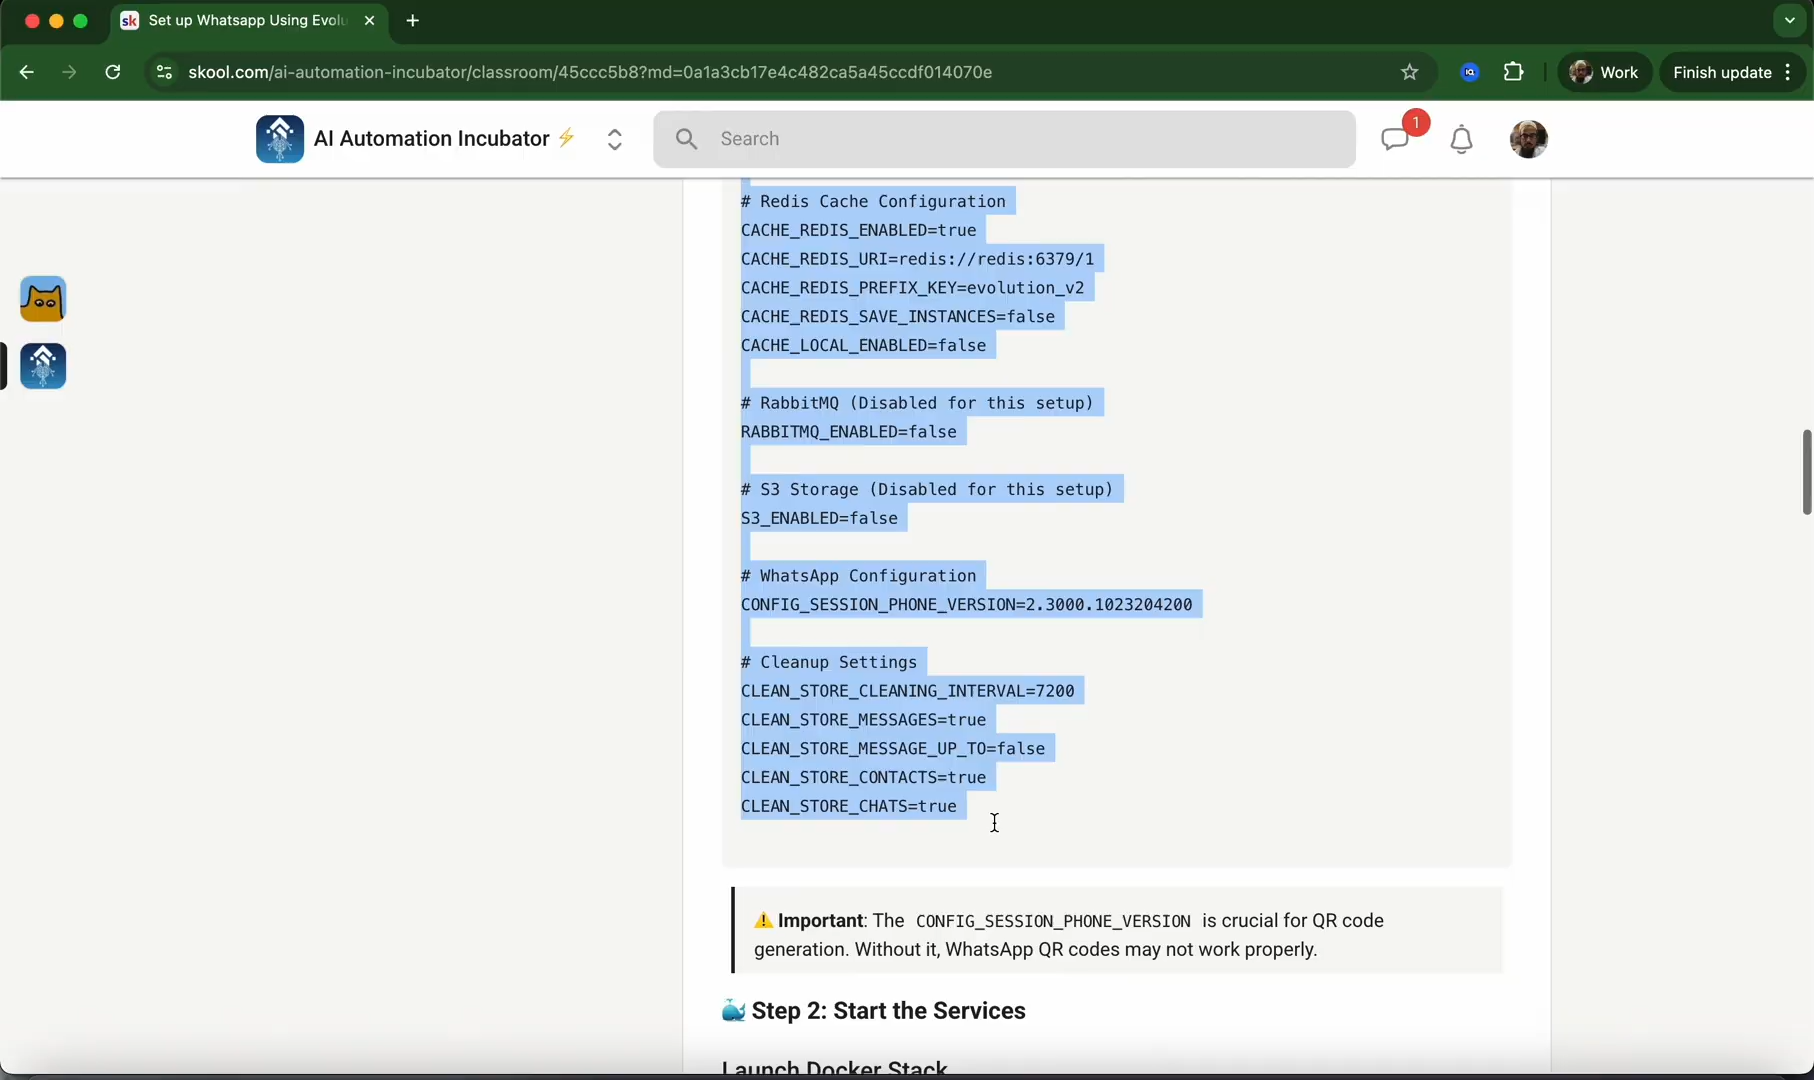 sk Set up Whatsapp Using Evolu
skool.com/ai-automation-incubator/classroom/45ccc5b8?md=0a1a3cb17e4c482ca5a45ccdf014070e
Work
Finish update
AI Automation Incubator ⚡
Search
1
# Redis Cache Configuration
CACHE_REDIS_ENABLED=true
CACHE_REDIS_URI=redis://redis:6379/1
CACHE_REDIS_PREFIX_KEY=evolution_v2
CACHE_REDIS_SAVE_INSTANCES=false
CACHE_LOCAL_ENABLED=false
# RabbitMQ (Disabled for this setup)
RABBITMQ_ENABLED=false
# S3 Storage (Disabled for this setup)
S3_ENABLED=false
# WhatsApp Configuration
CONFIG_SESSION_PHONE_VERSION=2.3000.1023204200
# Cleanup Settings
CLEAN_STORE_CLEANING_INTERVAL=7200
CLEAN_STORE_MESSAGES=true
CLEAN_STORE_MESSAGE_UP_TO=false
CLEAN_STORE_CONTACTS=true
CLEAN_STORE_CHATS=true
⚠️ Important: The CONFIG_SESSION_PHONE_VERSION is crucial for QR code
generation. Without it, WhatsApp QR codes may not work properly.
🐳 Step 2: Start the Services
Launch Docker Stack